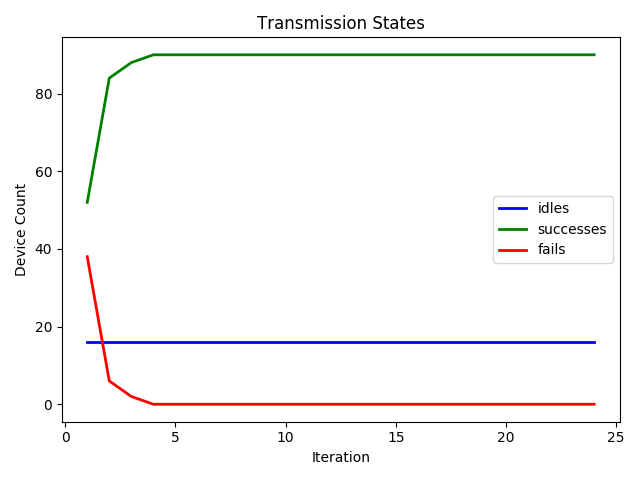 Transmission States
Device Count
80
60
40
20
0
idles
successes
fails
0 5 10 15 20 25
Iteration